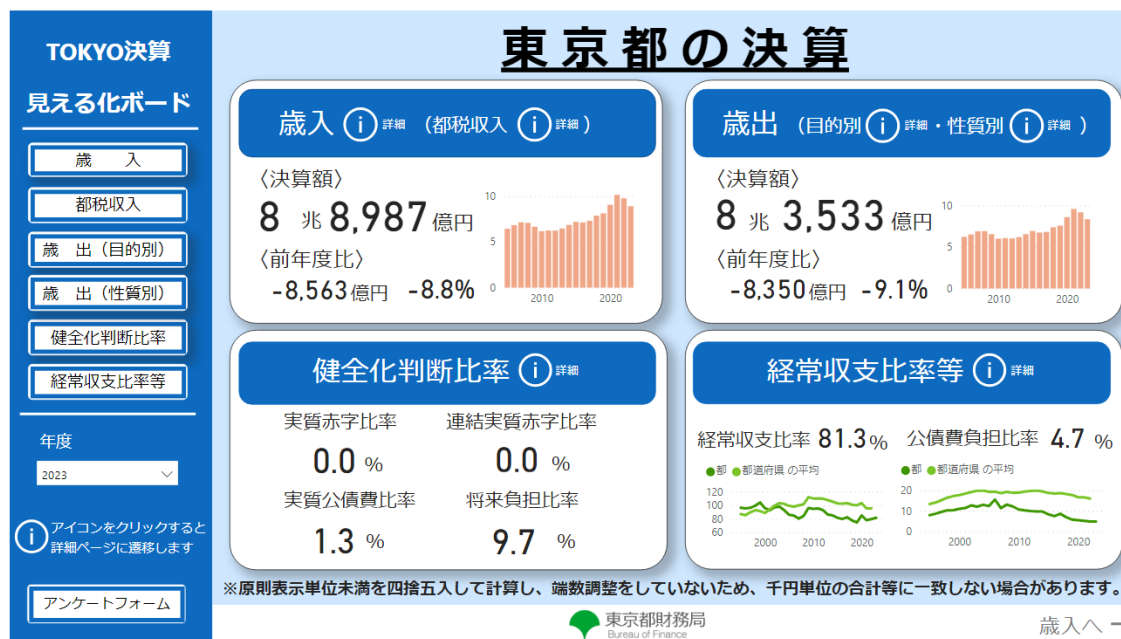 TOKYO決算
見える化ボード
歳　入
都税収入
歳　出（目的別）
歳　出（性質別）
健全化判断比率
経常収支比率等
年度
2023
i アイコンをクリックすると
詳細ページに遷移します
アンケートフォーム
東京都の決算
歳入 i 詳細 （都税収入 i 詳細 ）
〈決算額〉
8 兆 8,987 億円
〈前年度比〉
-8,563 億円 -8.8%
10
5
0
2010 2020
歳出 （目的別 i 詳細 ・性質別 i 詳細 ）
〈決算額〉
8 兆 3,533 億円
〈前年度比〉
-8,350 億円 -9.1%
10
5
0
2010 2020
健全化判断比率 i 詳細
実質赤字比率 連結実質赤字比率
0.0 % 0.0 %
実質公債費比率 将来負担比率
1.3 % 9.7 %
経常収支比率等 i 詳細
経常収支比率 81.3 % 公債費負担比率 4.7 %
都 都道府県 の平均
120
100
80
60
2000 2010 2020
都 都道府県 の平均
20
10
0
2000 2010 2020
※原則表示単位未満を四捨五入して計算し、端数調整をしていないため、千円単位の合計等に一致しない場合があります。
東京都財務局
Bureau of Finance
歳入へ